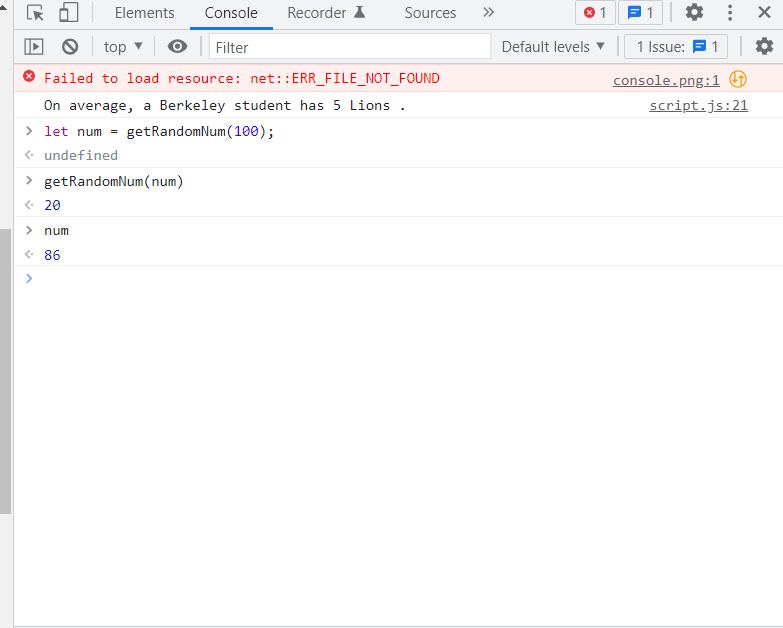 Elements Console Recorder Sources » 1 1
top Filter Default levels 1 Issue: 1
Failed to load resource: net::ERR_FILE_NOT_FOUND console.png:1
On average, a Berkeley student has 5 Lions . script.js:21
> let num = getRandomNum(100);
undefined
> getRandomNum(num)
20
> num
86
>